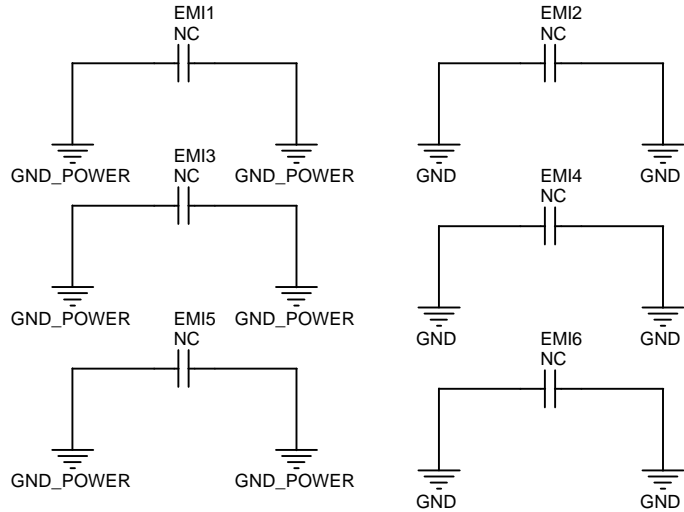 EMI1
NC
GND_POWER
GND_POWER
EMI2
NC
GND
GND
EMI3
NC
GND_POWER
GND_POWER
EMI4
NC
GND
GND
EMI5
NC
GND_POWER
GND_POWER
EMI6
NC
GND
GND